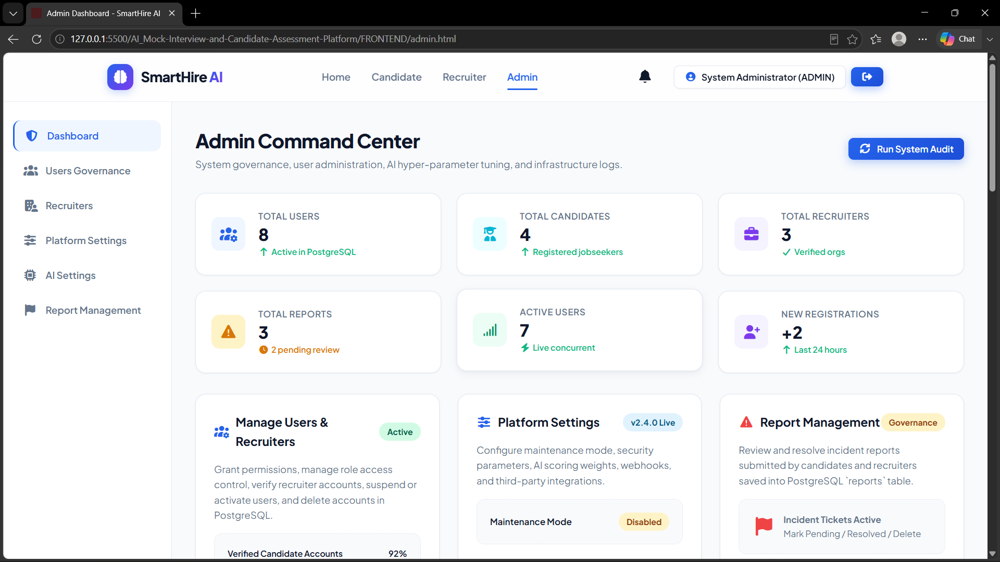 Admin Dashboard - SmartHire AI
127.0.0.1:5500/AI_Mock-Interview-and-Candidate-Assessment-Platform/FRONTEND/admin.html
Chat
SmartHire AI
Home
Candidate
Recruiter
Admin
System Administrator (ADMIN)
Dashboard
Users Governance
Recruiters
Platform Settings
AI Settings
Report Management
Admin Command Center
System governance, user administration, AI hyper-parameter tuning, and infrastructure logs.
Run System Audit
TOTAL USERS
8
Active in PostgreSQL
TOTAL CANDIDATES
4
Registered jobseekers
TOTAL RECRUITERS
3
Verified orgs
TOTAL REPORTS
3
2 pending review
ACTIVE USERS
7
Live concurrent
NEW REGISTRATIONS
+2
Last 24 hours
Manage Users &
Recruiters
Active
Grant permissions, manage role access
control, verify recruiter accounts, suspend or
activate users, and delete accounts in
PostgreSQL.
Verified Candidate Accounts
92%
Platform Settings
v2.4.0 Live
Configure maintenance mode, security
parameters, AI scoring weights, webhooks,
and third-party integrations.
Maintenance Mode
Disabled
Report Management
Governance
Review and resolve incident reports
submitted by candidates and recruiters
saved into PostgreSQL `reports` table.
Incident Tickets Active
Mark Pending / Resolved / Delete